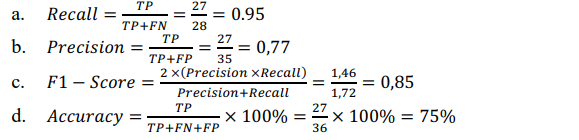 a. Recall = TP / TP+FN = 27 / 28 = 0.95
b. Precision = TP / TP+FP = 27 / 35 = 0,77
c. F1 – Score = 2 ×(Precision ×Recall) / Precision+Recall = 1,46 / 1,72 = 0,85
d. Accuracy = TP / TP+FN+FP × 100% = 27 / 36 × 100% = 75%